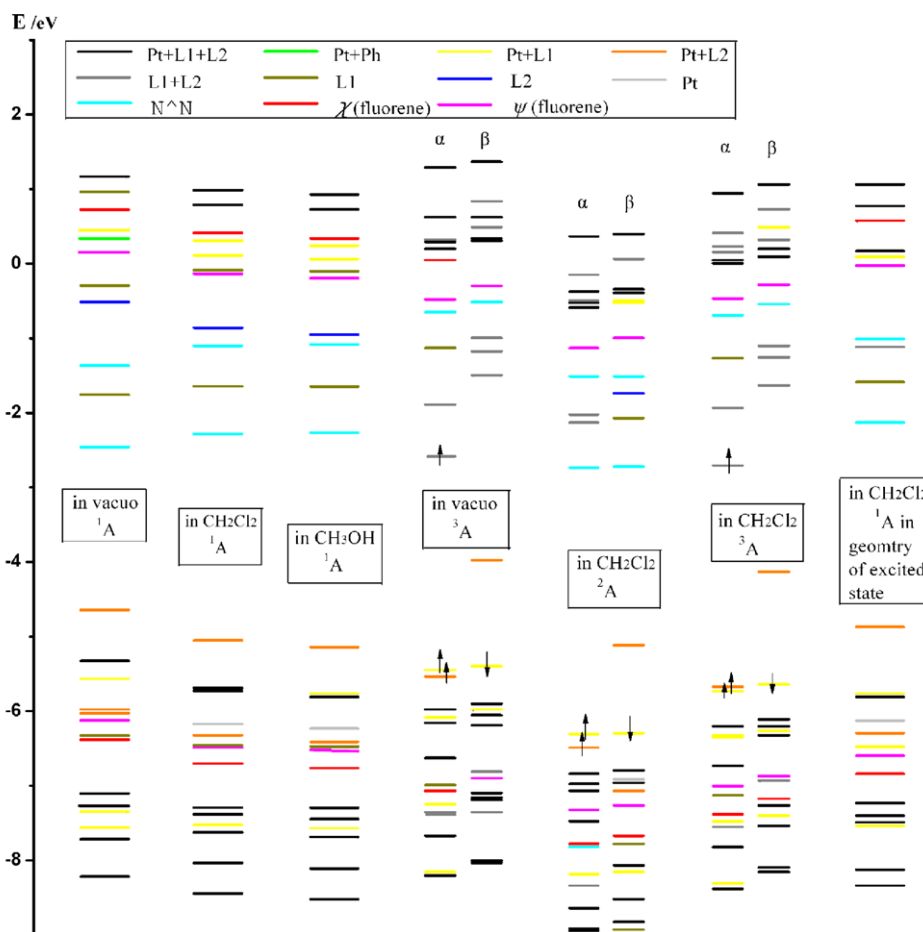 E /eV
Pt+L1+L2 Pt+Ph Pt+L1 Pt+L2
L1+L2 L1 L2 Pt
N^N χ(fluorene) ψ(fluorene)
2
0
-2
-4
-6
-8
α β
α β
α β
in vacuo
¹A
in CH2Cl2
¹A
in CH3OH
¹A
in vacuo
³A
in CH2Cl2
²A
in CH2Cl2
³A
in CH2Cl2
¹A in
geomtry
of excited
state